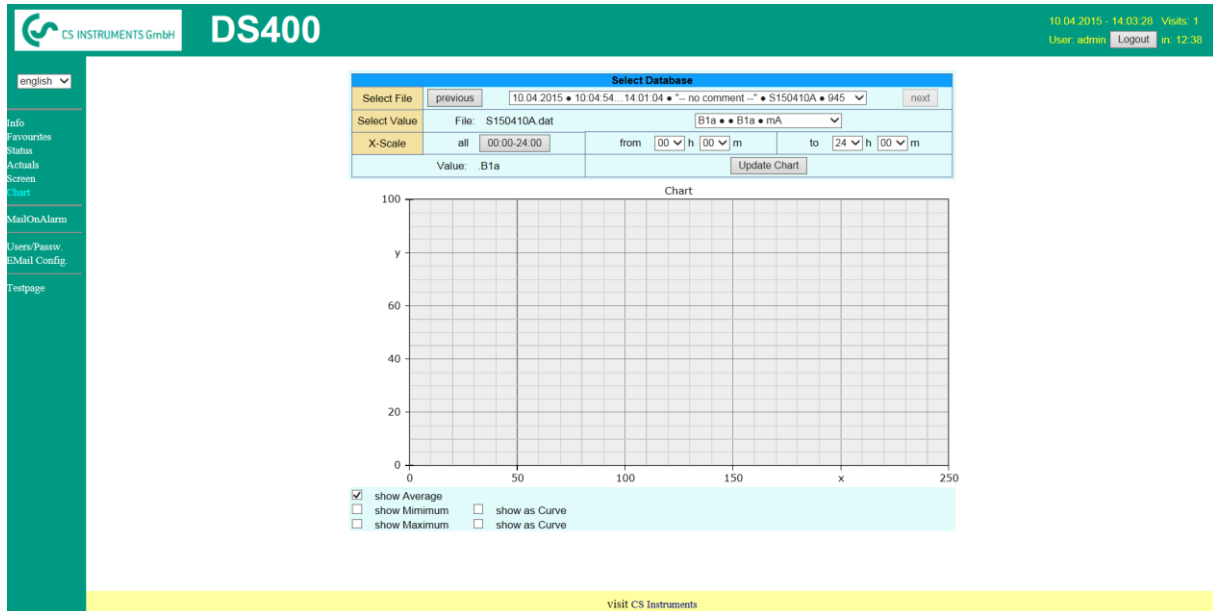 CS INSTRUMENTS GmbH
DS400
10.04.2015 - 14:03:28 Visits: 1
User: admin Logout in: 12:38
english
Info
Favourites
Status
Actuals
Screen
Chart
MailOnAlarm
Users/Passw.
EMail Config.
Testpage
Select Database
Select File previous 10.04.2015 ● 10:04:54...14:01:04 ● "-- no comment --" ● S150410A ● 945 next
Select Value File: S150410A.dat B1a ● ● B1a ● mA
X-Scale all 00:00-24:00 from 00 h 00 m to 24 h 00 m
Value: .B1a Update Chart
Chart
100
y
60
40
20
0
0 50 100 150 x 250
show Average
show Mimimum show as Curve
show Maximum show as Curve
visit CS Instruments